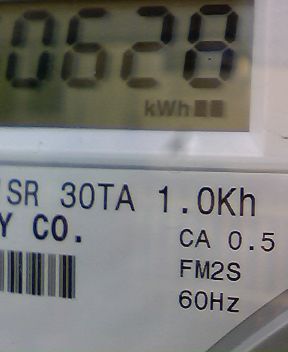 0628
kWh
SR 30TA 1.0Kh
Y CO.
CA 0.5
FM2S
60Hz